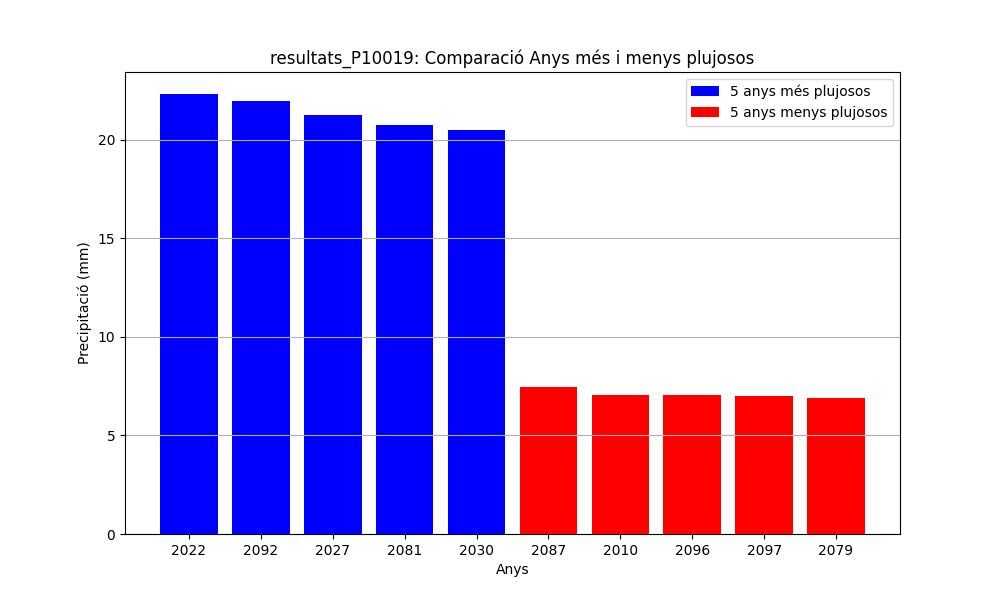 resultats_P10019: Comparació Anys més i menys plujosos
5 anys més plujosos
5 anys menys plujosos
Precipitació (mm)
20
15
10
5
0
2022 2092 2027 2081 2030 2087 2010 2096 2097 2079
Anys